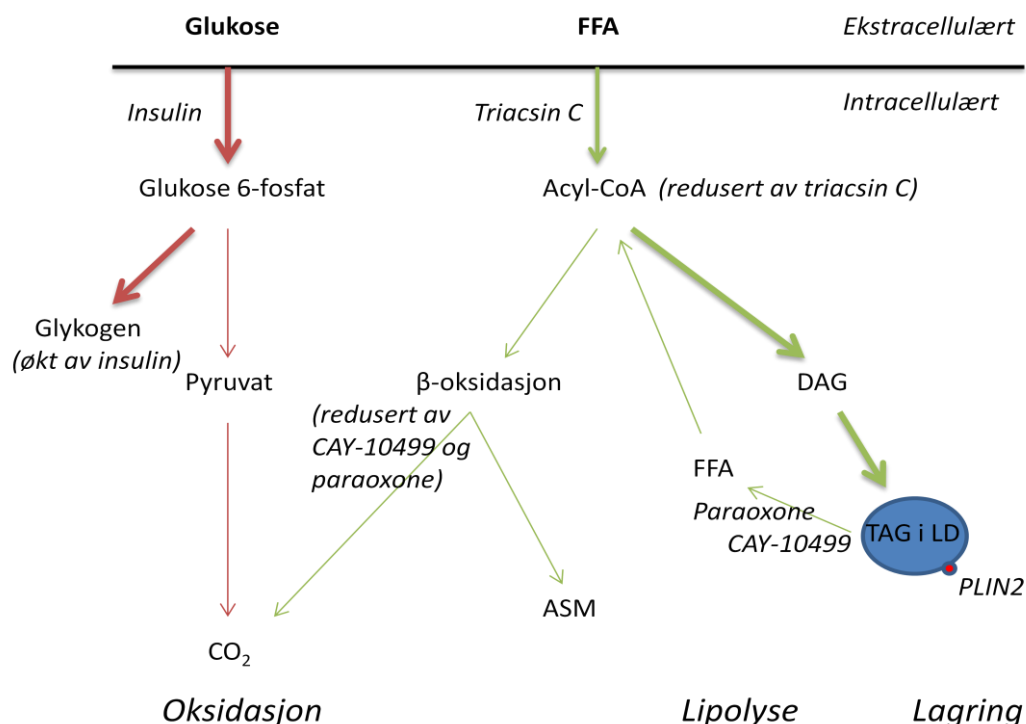 Glukose
FFA
Ekstracellulært
Insulin
Triacsin C
Intracellulært
Glukose 6-fosfat
Acyl-CoA (redusert av triacsin C)
Glykogen
(økt av insulin)
Pyruvat
β-oksidasjon
DAG
(redusert av
CAY-10499 og
paraoxone)
FFA
Paraoxone
CAY-10499
TAG i LD
PLIN2
ASM
CO₂
Oksidasjon
Lipolyse
Lagring